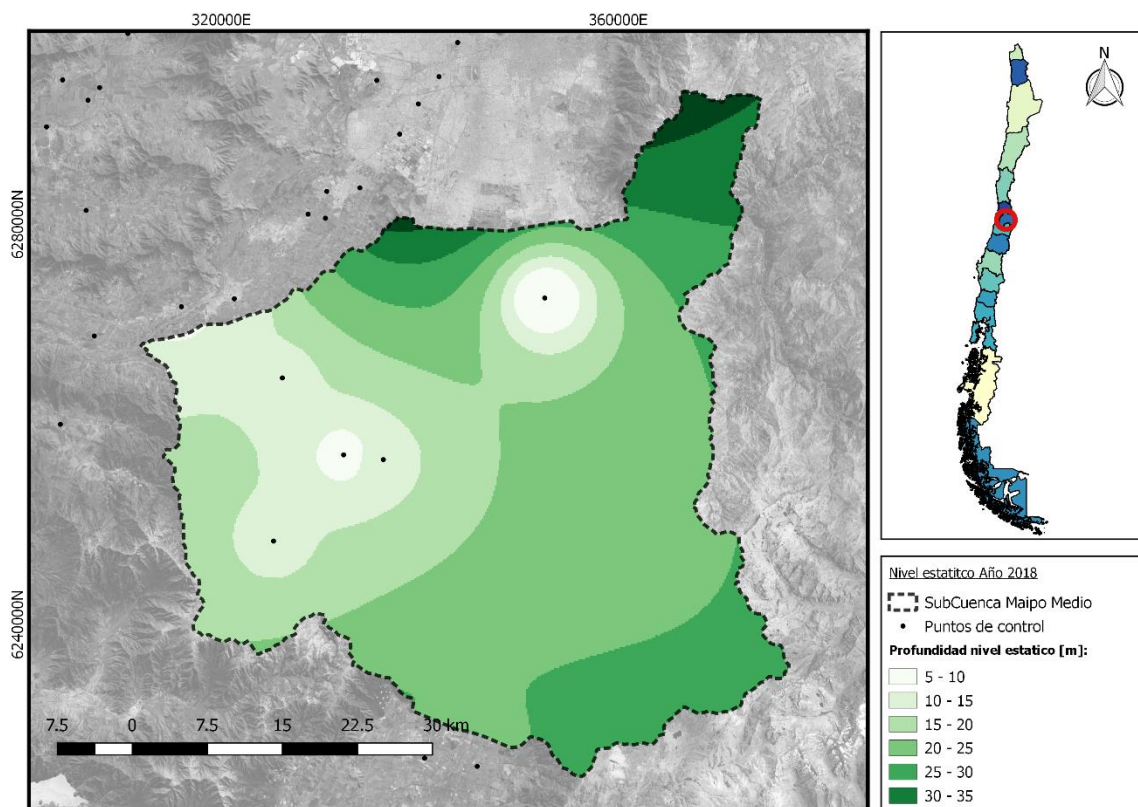 320000E
360000E
6280000N
6240000N
7.5
0
7.5
15
22.5
30 km
N
Nivel estatitco Año 2018
SubCuenca Maipo Medio
Puntos de control
Profundidad nivel estatico [m]:
5 - 10
10 - 15
15 - 20
20 - 25
25 - 30
30 - 35